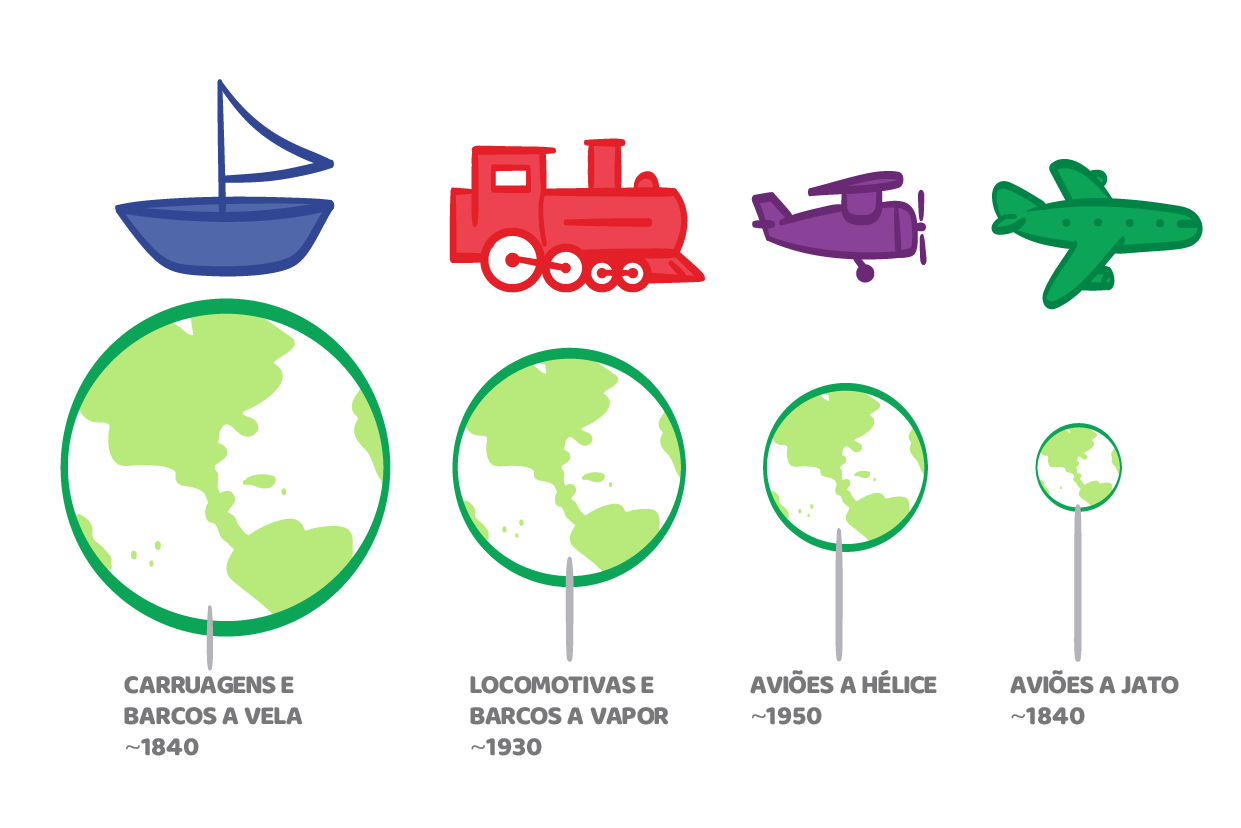 CARRUAGENS E
BARCOS A VELA
~1840
LOCOMOTIVAS E
BARCOS A VAPOR
~1930
AVIÕES A HÉLICE
~1950
AVIÕES A JATO
~1840